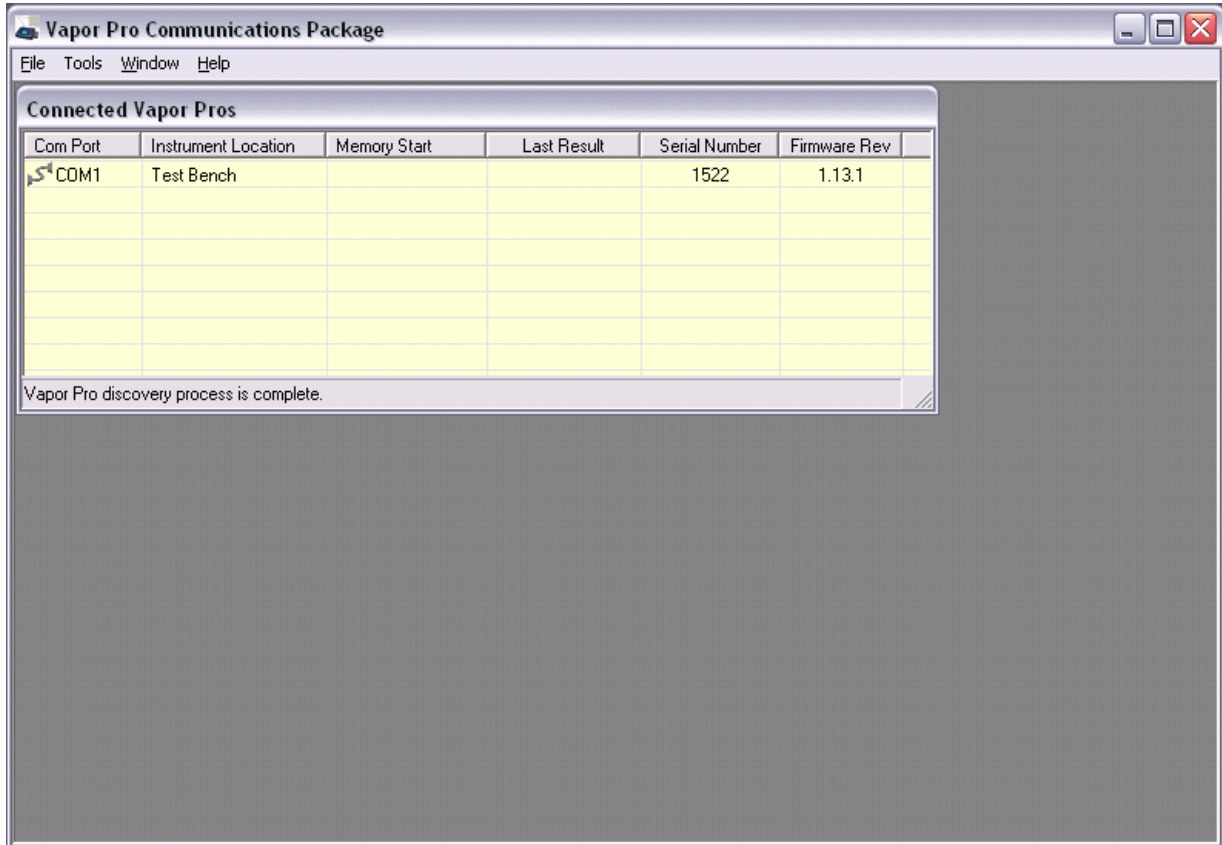 Vapor Pro Communications Package
File Tools Window Help
Connected Vapor Pros
Com Port Instrument Location Memory Start Last Result Serial Number Firmware Rev
COM1 Test Bench 1522 1.13.1
Vapor Pro discovery process is complete.